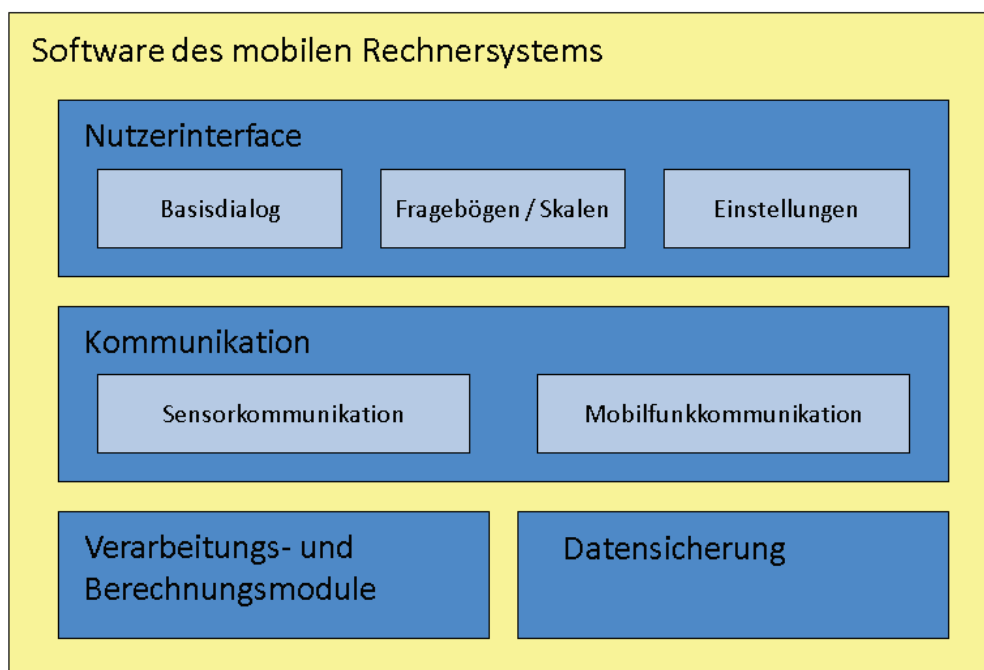 Software des mobilen Rechnersystems
Nutzerinterface
Basisdialog
Fragebögen / Skalen
Einstellungen
Kommunikation
Sensorkommunikation
Mobilfunkkommunikation
Verarbeitungs- und
Berechnungsmodule
Datensicherung